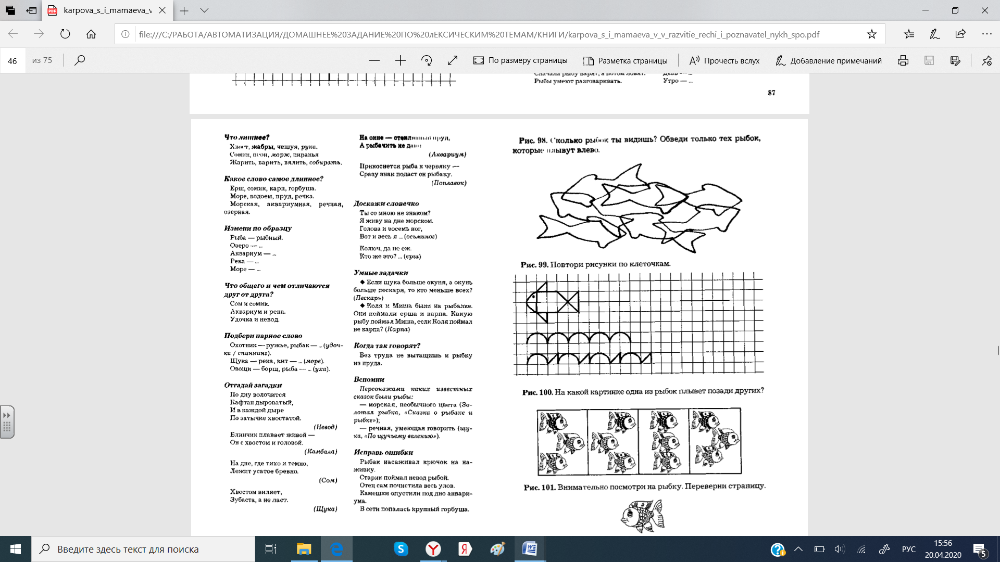 karpova_s_i_mamaeva_v
file:///C:/РАБОТА/АВТОМАТИЗАЦИЯ/ДОМАШНЕЕ%20ЗАДАНИЕ%20ПО%20лЕКСИЧЕСКИМ%20ТЕМАМ/КНИГИ/karpova_s_i_mamaeva_v_v_razvitie_rechi_i_poznavatel_nykh_spo.pdf
46 из 75
По размеру страницы
Разметка страницы
Прочесть вслух
Добавление примечаний
Сначала рыбу варят, а потом ловят.
Рыбы умеют разговаривать.
День — ...
Утро — ...
87
Что лишнее?
Хвост, жабры, чешуя, рука.
Сомик, неон, морж, пиранья
Жарить, варить, вялить, собирать.
Какое слово самое длинное?
Ерш, сомик, карп, горбуша.
Море, водоем, пруд, речка.
Морская, аквариумная, речная,
озерная.
Измени по образцу
Рыба — рыбный.
Озеро — ...
Аквариум — ...
Река — ...
Море — ...
Что общего и чем отличаются
друг от друга?
Сом и сомик.
Аквариум и река.
Удочка и невод.
Подбери парное слово
Охотник — ружье, рыбак — ... (удоч-
ка / спиннинг).
Щука — река, кит — ... (море).
Овощи — борщ, рыба — ... (уха).
Отгадай загадки
По дну волочится
Кафтан дыроватый,
И в каждой дыре
По затычке хвостатой.
(Невод)
Блинчик плавает живой —
Он с хвостом и головой.
(Камбала)
На дне, где тихо и темно,
Лежит усатое бревно.
(Сом)
Хвостом виляет,
Зубаста, а не лает.
(Щука)
На окне — стеклянный пруд,
А рыбачить не дают
(Аквариум)
Прикоснется рыба к червяку —
Сразу знак подаст он рыбаку.
(Поплавок)
Доскажи словечко
Ты со мною не знаком?
Я живу на дне морском.
Голова и восемь ног,
Вот и весь я ... (осьминог)
Колюч, да не еж.
Кто же это? ... (ерш)
Умные задачки
◆ Если щука больше окуня, а окунь
больше пескаря, то кто меньше всех?
(Пескарь)
◆ Коля и Миша были на рыбалке.
Они поймали ерша и карпа. Какую
рыбу поймал Миша, если Коля поймал
не карпа? (Карпа)
Когда так говорят?
Без труда не вытащишь и рыбку
из пруда.
Вспомни
Персонажами каких известных
сказок были рыбы:
— морская, необычного цвета (Зо-
лотая рыбка, «Сказка о рыбаке и
рыбке»);
— речная, умеющая говорить (щу-
ка, «По щучьему велению»).
Исправь ошибки
Рыбак насаживал крючок на на-
живку.
Старик поймал невод рыбой.
Отец сам почистила весь улов.
Камешки опустили под дно аквари-
ума.
В сети попалась крупный горбуша.
Рис. 98. Сколько рыбок ты видишь? Обведи только тех рыбок,
которые плывут влево.
Рис. 99. Повтори рисунки по клеточкам.
Рис. 100. На какой картинке одна из рыбок плывет позади других?
Рис. 101. Внимательно посмотри на рыбку. Переверни страницу.
Введите здесь текст для поиска
РУС
15:56
20.04.2020
5